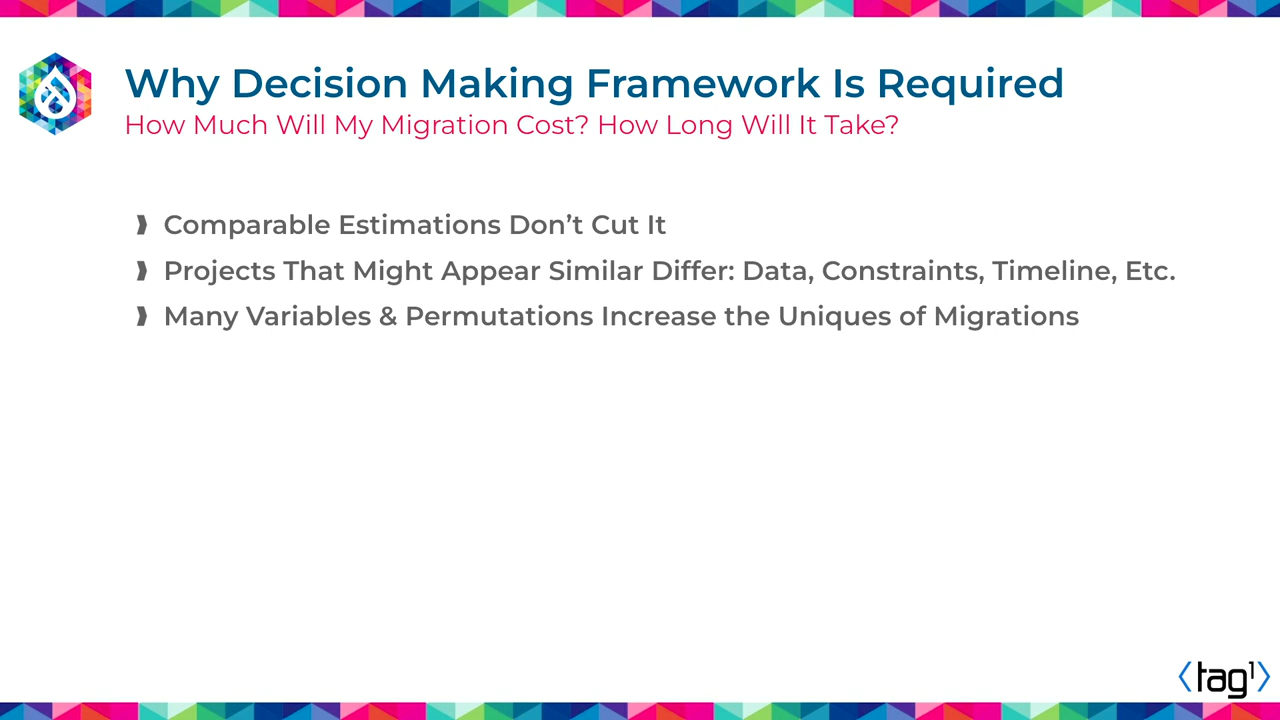 Why Decision Making Framework Is Required
How Much Will My Migration Cost? How Long Will It Take?
Comparable Estimations Don’t Cut It
Projects That Might Appear Similar Differ: Data, Constraints, Timeline, Etc.
Many Variables & Permutations Increase the Uniques of Migrations
⟨tag1⟩